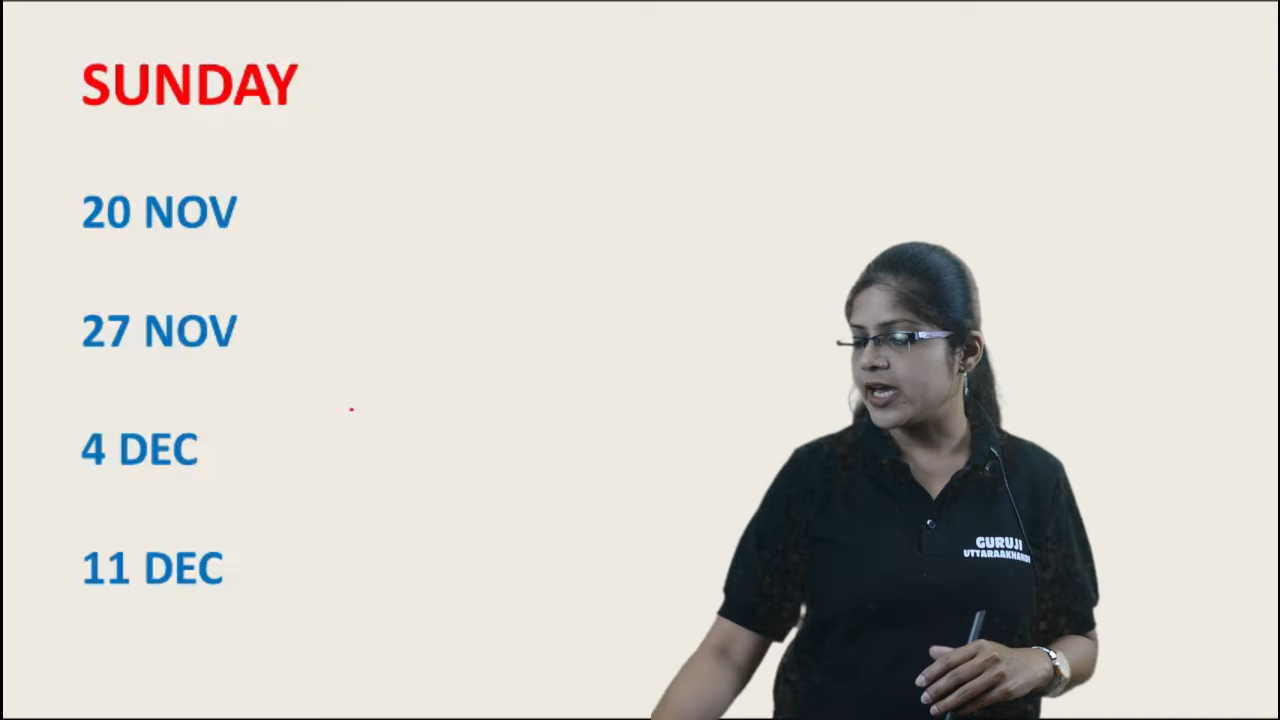 SUNDAY
20 NOV
27 NOV
4 DEC
11 DEC
GURUJI
UTTARAAKHAND